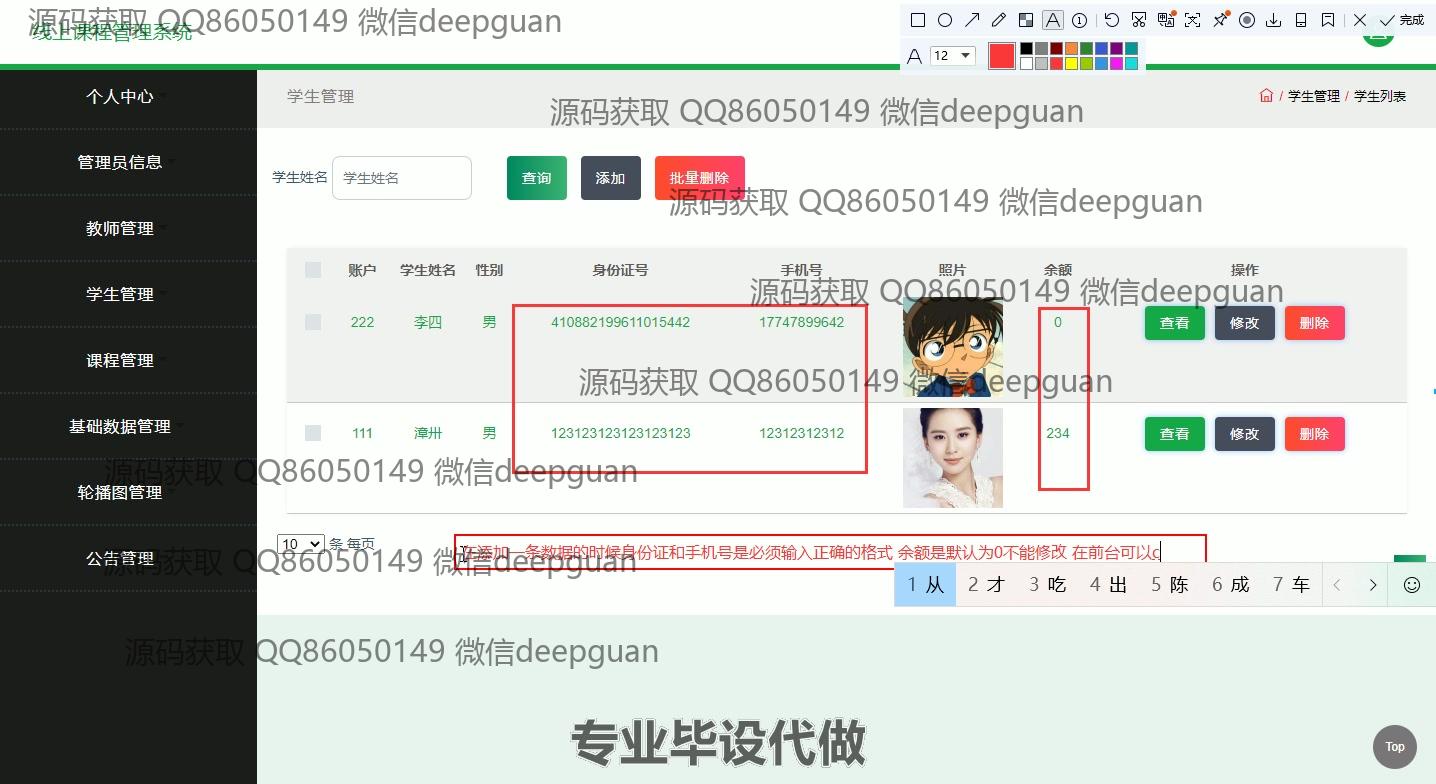 源码获取 QQ86050149 微信deepguan
线上课程管理系统
完成
A 12
个人中心
管理员信息
教师管理
学生管理
课程管理
基础数据管理
轮播图管理
公告管理
学生管理
/ 学生管理 / 学生列表
源码获取 QQ86050149 微信deepguan
学生姓名 学生姓名 查询 添加 批量删除
源码获取 QQ86050149 微信deepguan
账户 学生姓名 性别 身份证号 手机号 照片 余额 操作
源码获取 QQ86050149 微信deepguan
222 李四 男 410882199611015442 17747899642 0 查看 修改 删除
源码获取 QQ86050149 微信deepguan
111 漳卅 男 123123123123123123 12312312312 234 查看 修改 删除
源码获取 QQ86050149 微信deepguan
10 条 每页
在添加一条数据的时候身份证和手机号是必须输入正确的格式 余额是默认为0不能修改 在前台可以c
源码获取 QQ86050149 微信deepguan
1 从 2 才 3 吃 4 出 5 陈 6 成 7 车
源码获取 QQ86050149 微信deepguan
专业毕设代做
Top